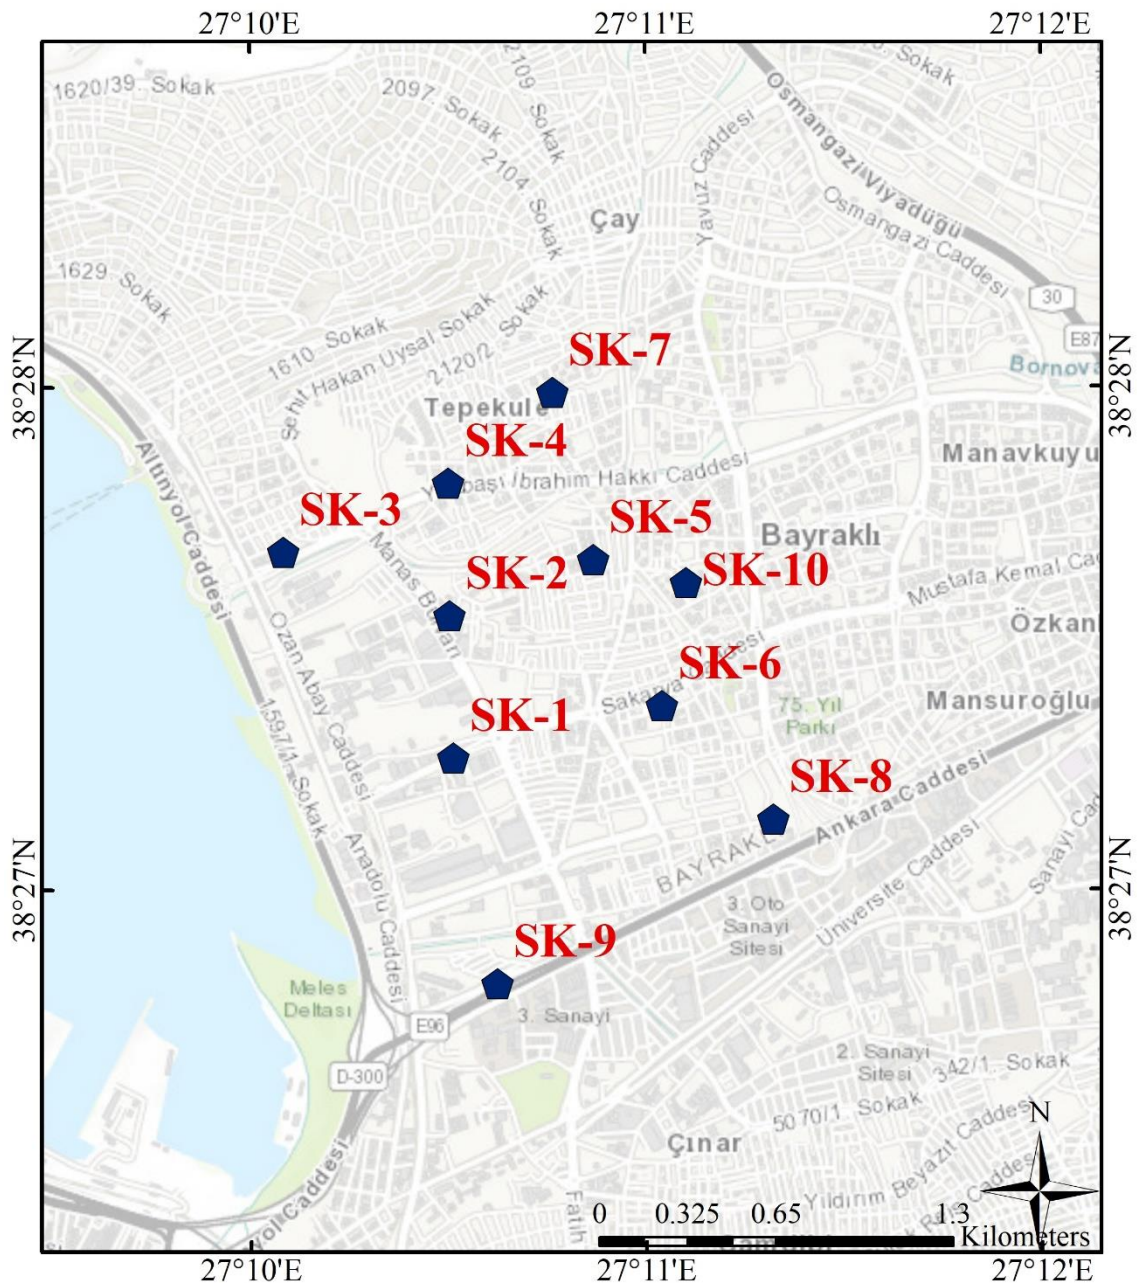 27°10'E
27°11'E
27°12'E
1620/39. Sokak
2097. Sokak
2109. Sokak
2104. Sokak
Sokak
Osmangazi Viyadüğü
Osmangazi Caddesi
Yavuz Caddesi
Çay
1629. Sokak
1610 Sokak
Şehit Hakan Uysal Sokak
2120/2. Sokak
30
E87
Bornova
38°28'N
38°28'N
SK-7
Tepekule
SK-4
İbrahim Hakkı Caddesi
Manavkuyu
Altınyol Caddesi
SK-3
SK-5
Bayraklı
Manas
SK-2
SK-10
Mustafa Kemal
Ozan Abay Caddesi
Özkan
SK-6
Mansuroğlu
SK-1
75. Yıl
Parkı
1597/1. Sokak
SK-8
Ankara Caddesi
Anadolu Caddesi
Üniversite Caddesi
Sanayi
38°27'N
38°27'N
3. Oto
Sanayi
Sitesi
SK-9
Meles
Deltası
E96
3. Sanayi
D-300
2. Sanayi
Sitesi
342/1. Sokak
5070/1. Sokak
Çınar
Yıldırım Beyazıt Caddesi
Fatih
N
0 0.325 0.65 1.3
Kilometers
27°10'E
27°11'E
27°12'E